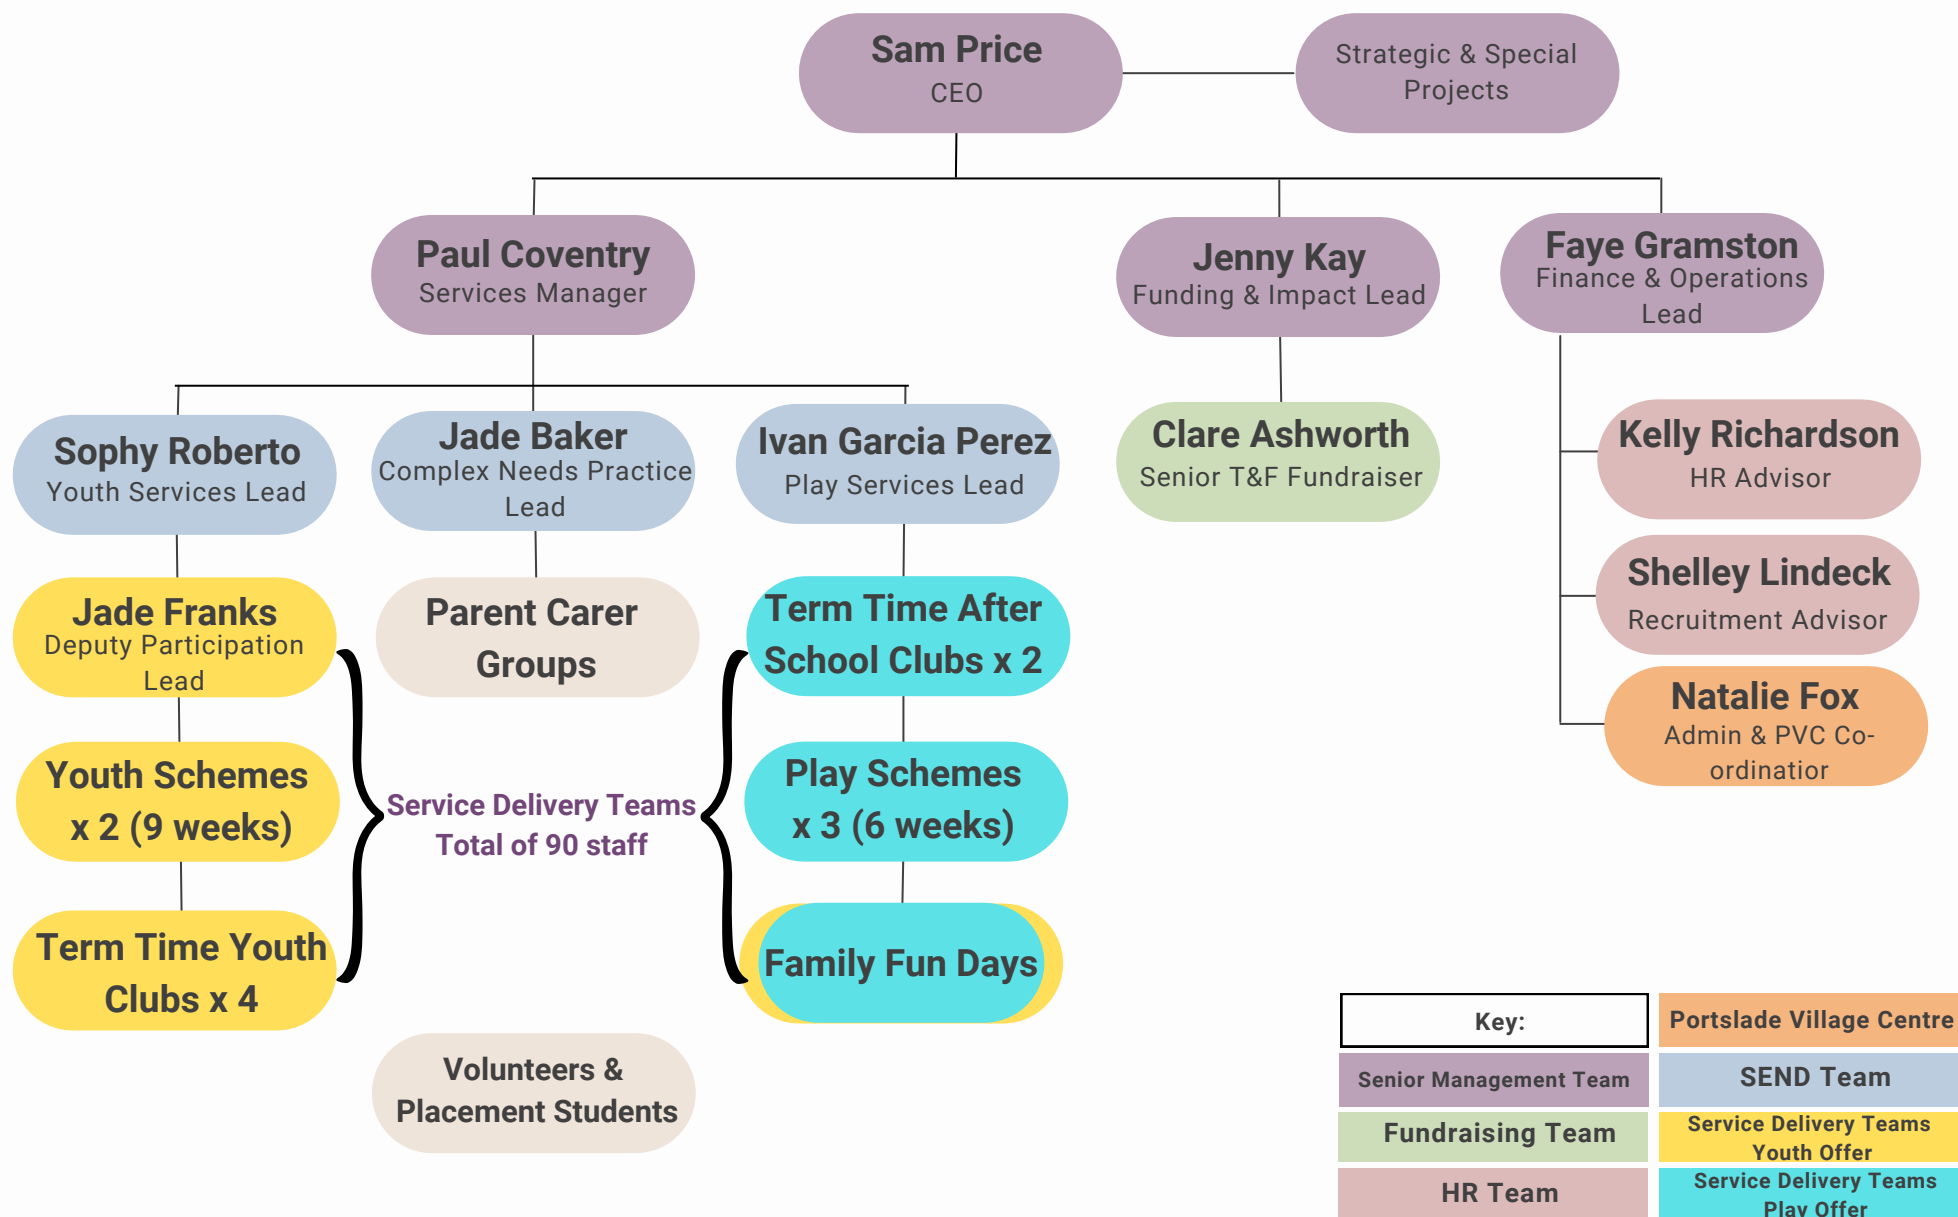 Sam Price
CEO
Strategic & Special
Projects
Paul Coventry
Services Manager
Jenny Kay
Funding & Impact Lead
Faye Gramston
Finance & Operations
Lead
Sophy Roberto
Youth Services Lead
Jade Baker
Complex Needs Practice
Lead
Ivan Garcia Perez
Play Services Lead
Clare Ashworth
Senior T&F Fundraiser
Kelly Richardson
HR Advisor
Shelley Lindeck
Recruitment Advisor
Natalie Fox
Admin & PVC Co-
ordinatior
Jade Franks
Deputy Participation
Lead
Parent Carer
Groups
Term Time After
School Clubs x 2
Youth Schemes
x 2 (9 weeks)
Service Delivery Teams
Total of 90 staff
Play Schemes
x 3 (6 weeks)
Term Time Youth
Clubs x 4
Family Fun Days
Volunteers &
Placement Students
Key:
Portslade Village Centre
Senior Management Team
SEND Team
Fundraising Team
Service Delivery Teams
Youth Offer
HR Team
Service Delivery Teams
Play Offer